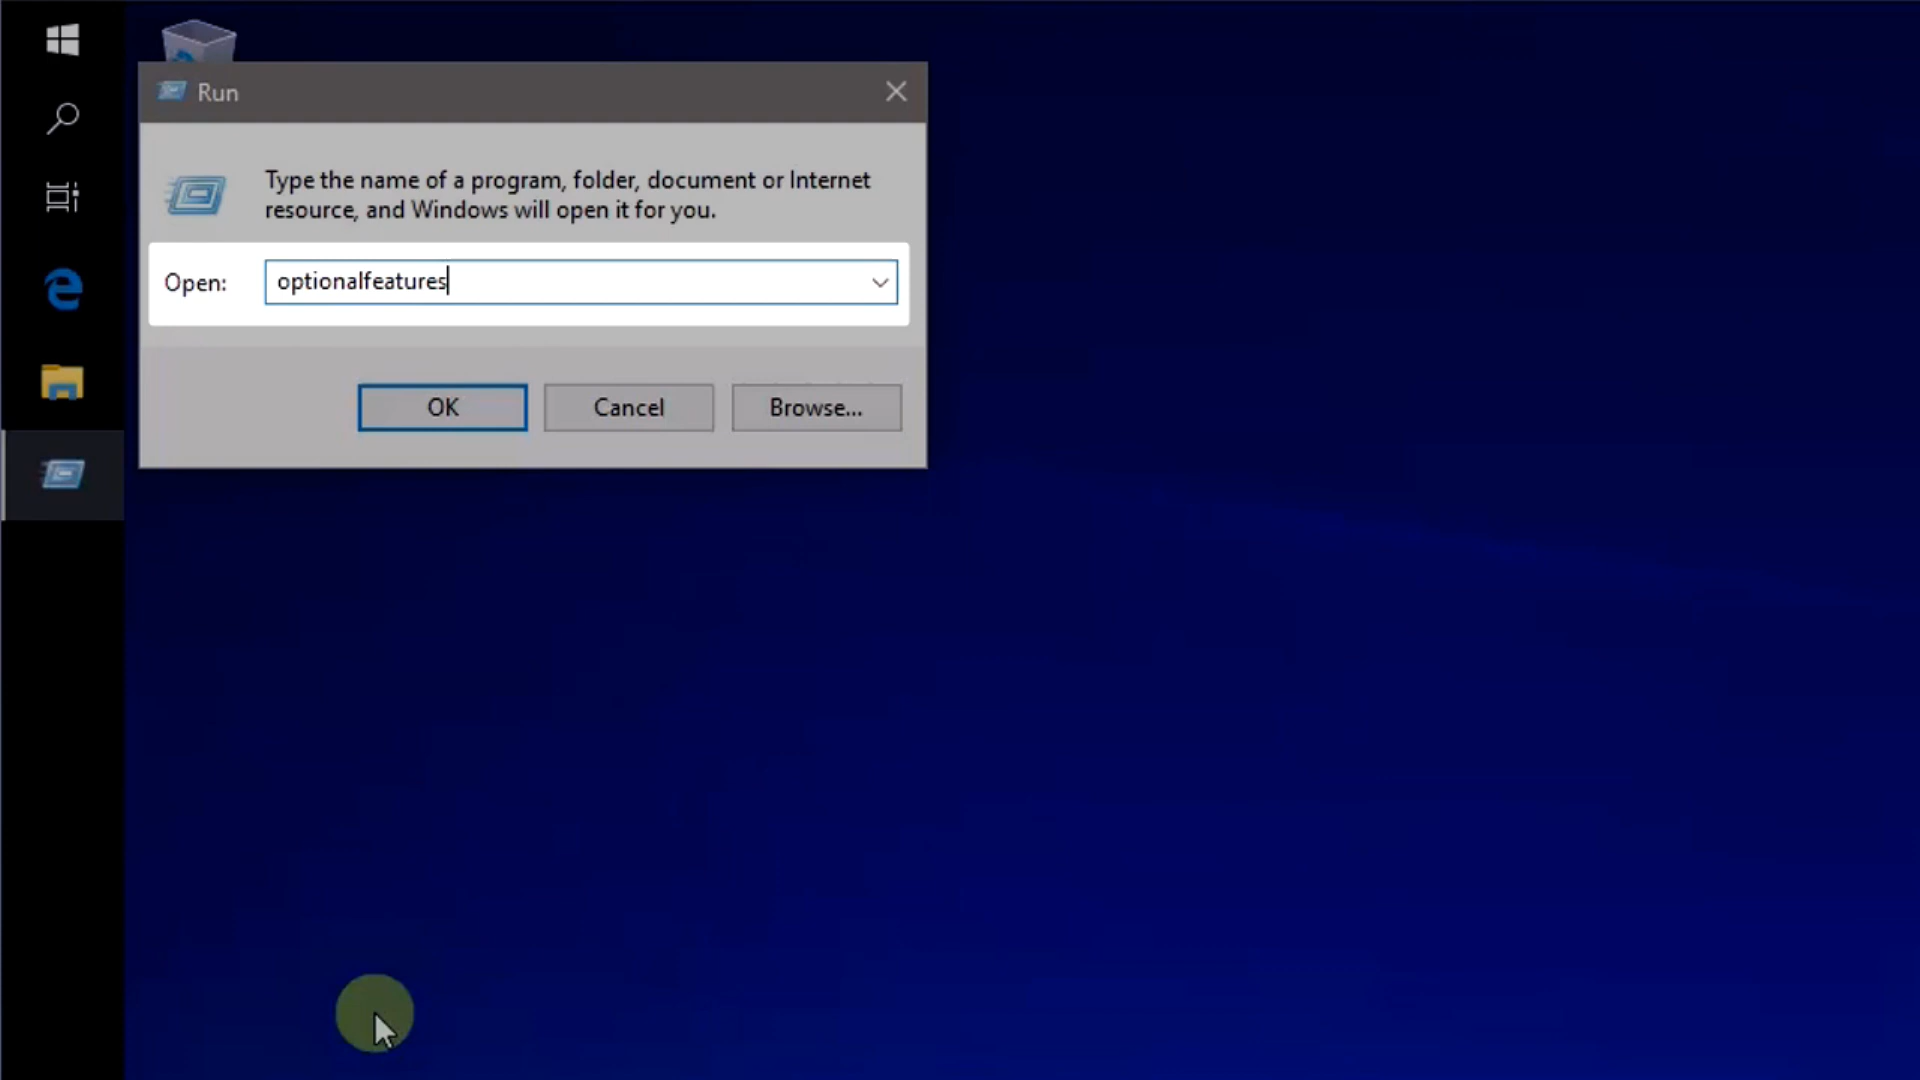 Run
Type the name of a program, folder, document or Internet
resource, and Windows will open it for you.
Open: optionalfeatures
OK Cancel Browse...